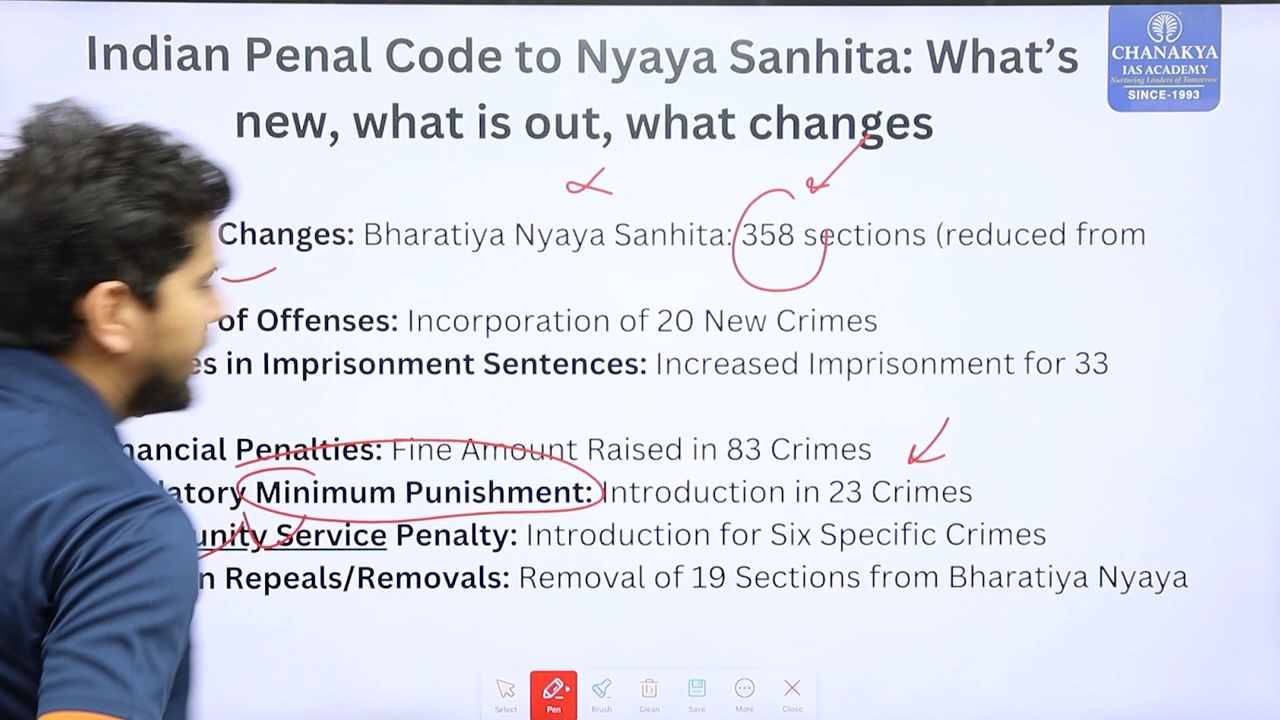 Indian Penal Code to Nyaya Sanhita: What's
new, what is out, what changes
CHANAKYA
IAS ACADEMY
Nurturing Leaders of Tomorrow
SINCE-1993
Changes: Bharatiya Nyaya Sanhita: 358 sections (reduced from
of Offenses: Incorporation of 20 New Crimes
in Imprisonment Sentences: Increased Imprisonment for 33
Penalties: Fine Amount Raised in 83 Crimes
Minimum Punishment: Introduction in 23 Crimes
Service Penalty: Introduction for Six Specific Crimes
Repeals/Removals: Removal of 19 Sections from Bharatiya Nyaya
Select Pen Brush Clean Save More Close